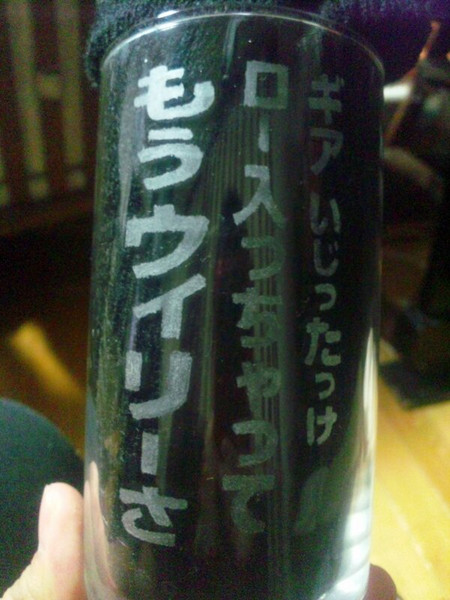 ギア いじったっけ
ロー入っちゃって
もうウイリーさ